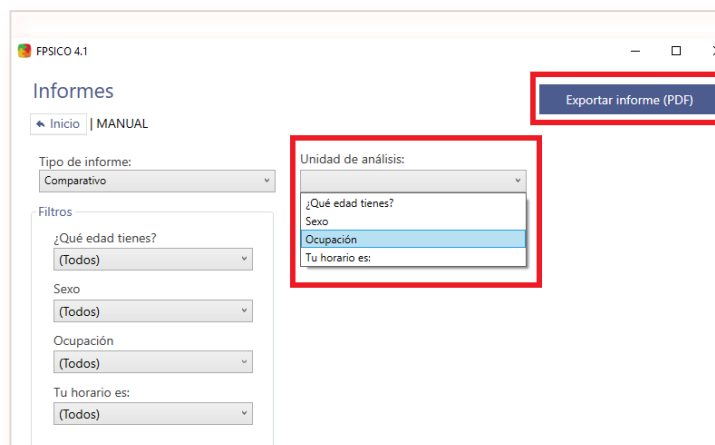 FPSICO 4.1
Informes
Exportar informe (PDF)
Inicio | MANUAL
Tipo de informe:
Comparativo
Unidad de análisis:
¿Qué edad tienes?
Sexo
Ocupación
Tu horario es:
Filtros
¿Qué edad tienes?
(Todos)
Sexo
(Todos)
Ocupación
(Todos)
Tu horario es:
(Todos)